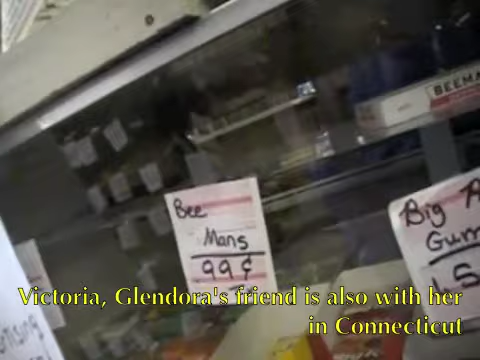 BEEMA
Bee
Mans
99¢
Big
Gum
Victoria, Glendora's friend is also with her
in Connecticut